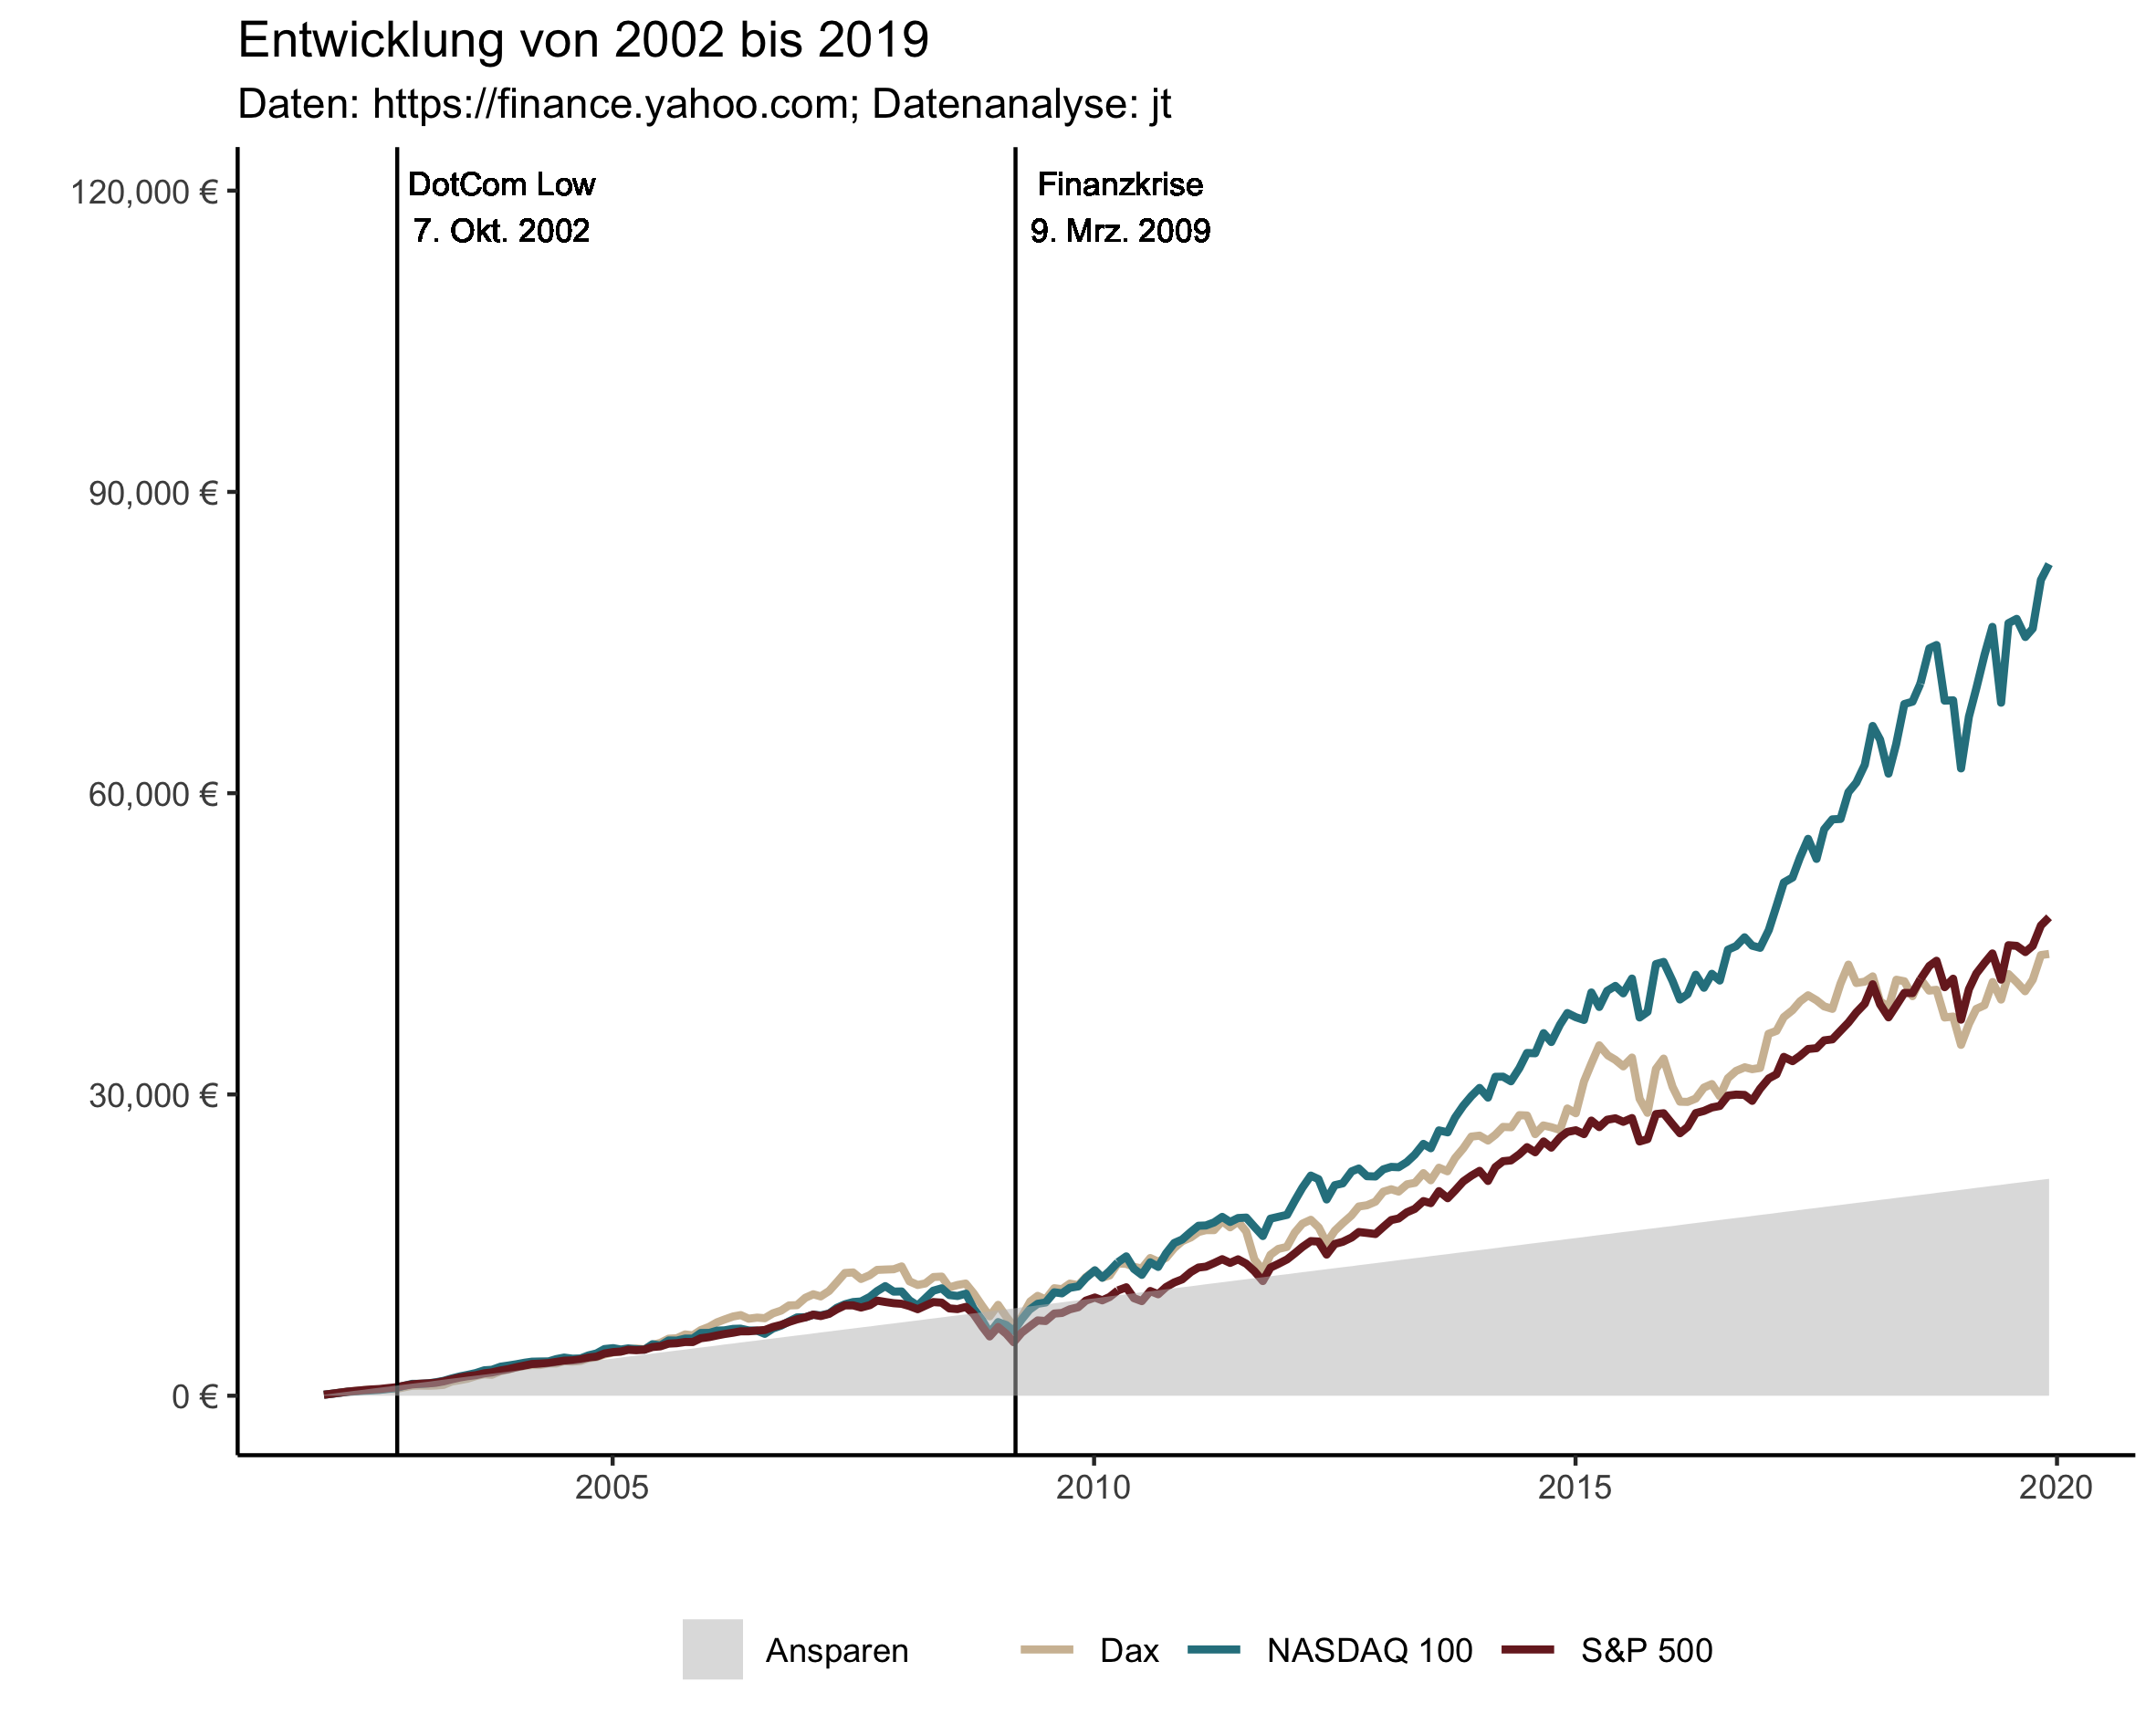 Entwicklung von 2002 bis 2019
Daten: https://finance.yahoo.com; Datenanalyse: jt
DotCom Low
7. Okt. 2002
Finanzkrise
9. Mrz. 2009
120,000 €
90,000 €
60,000 €
30,000 €
0 €
2005 2010 2015 2020
Ansparen Dax NASDAQ 100 S&P 500